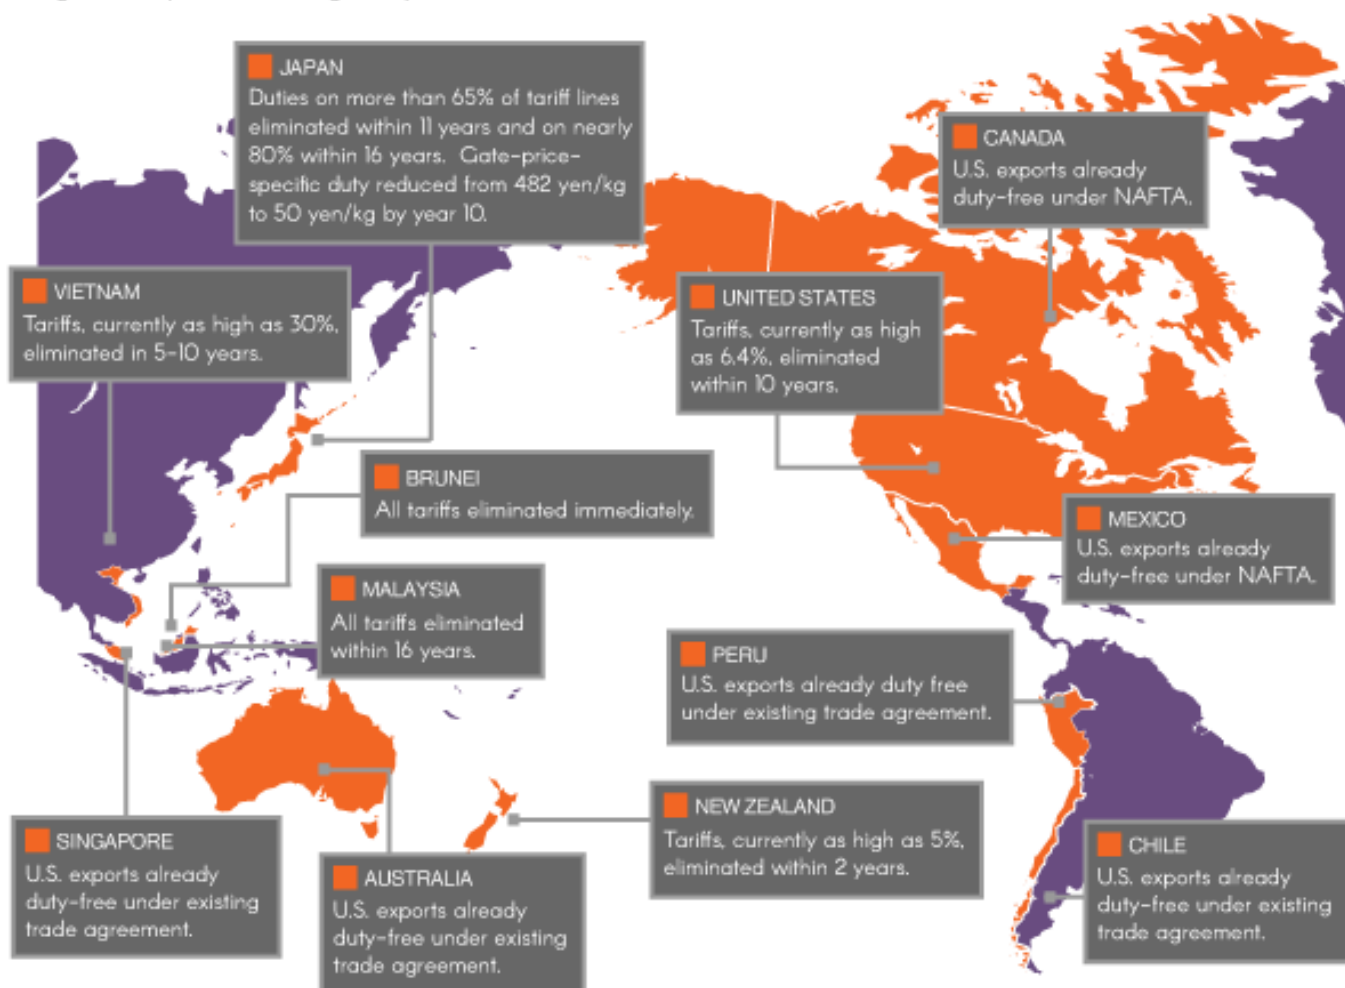 JAPAN
Duties on more than 65% of tariff lines
eliminated within 11 years and on nearly
80% within 16 years. Gate-price-
specific duty reduced from 482 yen/kg
to 50 yen/kg by year 10.
CANADA
U.S. exports already
duty-free under NAFTA.
VIETNAM
Tariffs, currently as high as 30%,
eliminated in 5-10 years.
UNITED STATES
Tariffs, currently as high
as 6.4%, eliminated
within 10 years.
BRUNEI
All tariffs eliminated immediately.
MEXICO
U.S. exports already
duty-free under NAFTA.
MALAYSIA
All tariffs eliminated
within 16 years.
PERU
U.S. exports already duty free
under existing trade agreement.
NEW ZEALAND
Tariffs, currently as high as 5%,
eliminated within 2 years.
SINGAPORE
U.S. exports already
duty-free under existing
trade agreement.
AUSTRALIA
U.S. exports already
duty-free under existing
trade agreement.
CHILE
U.S. exports already
duty-free under existing
trade agreement.